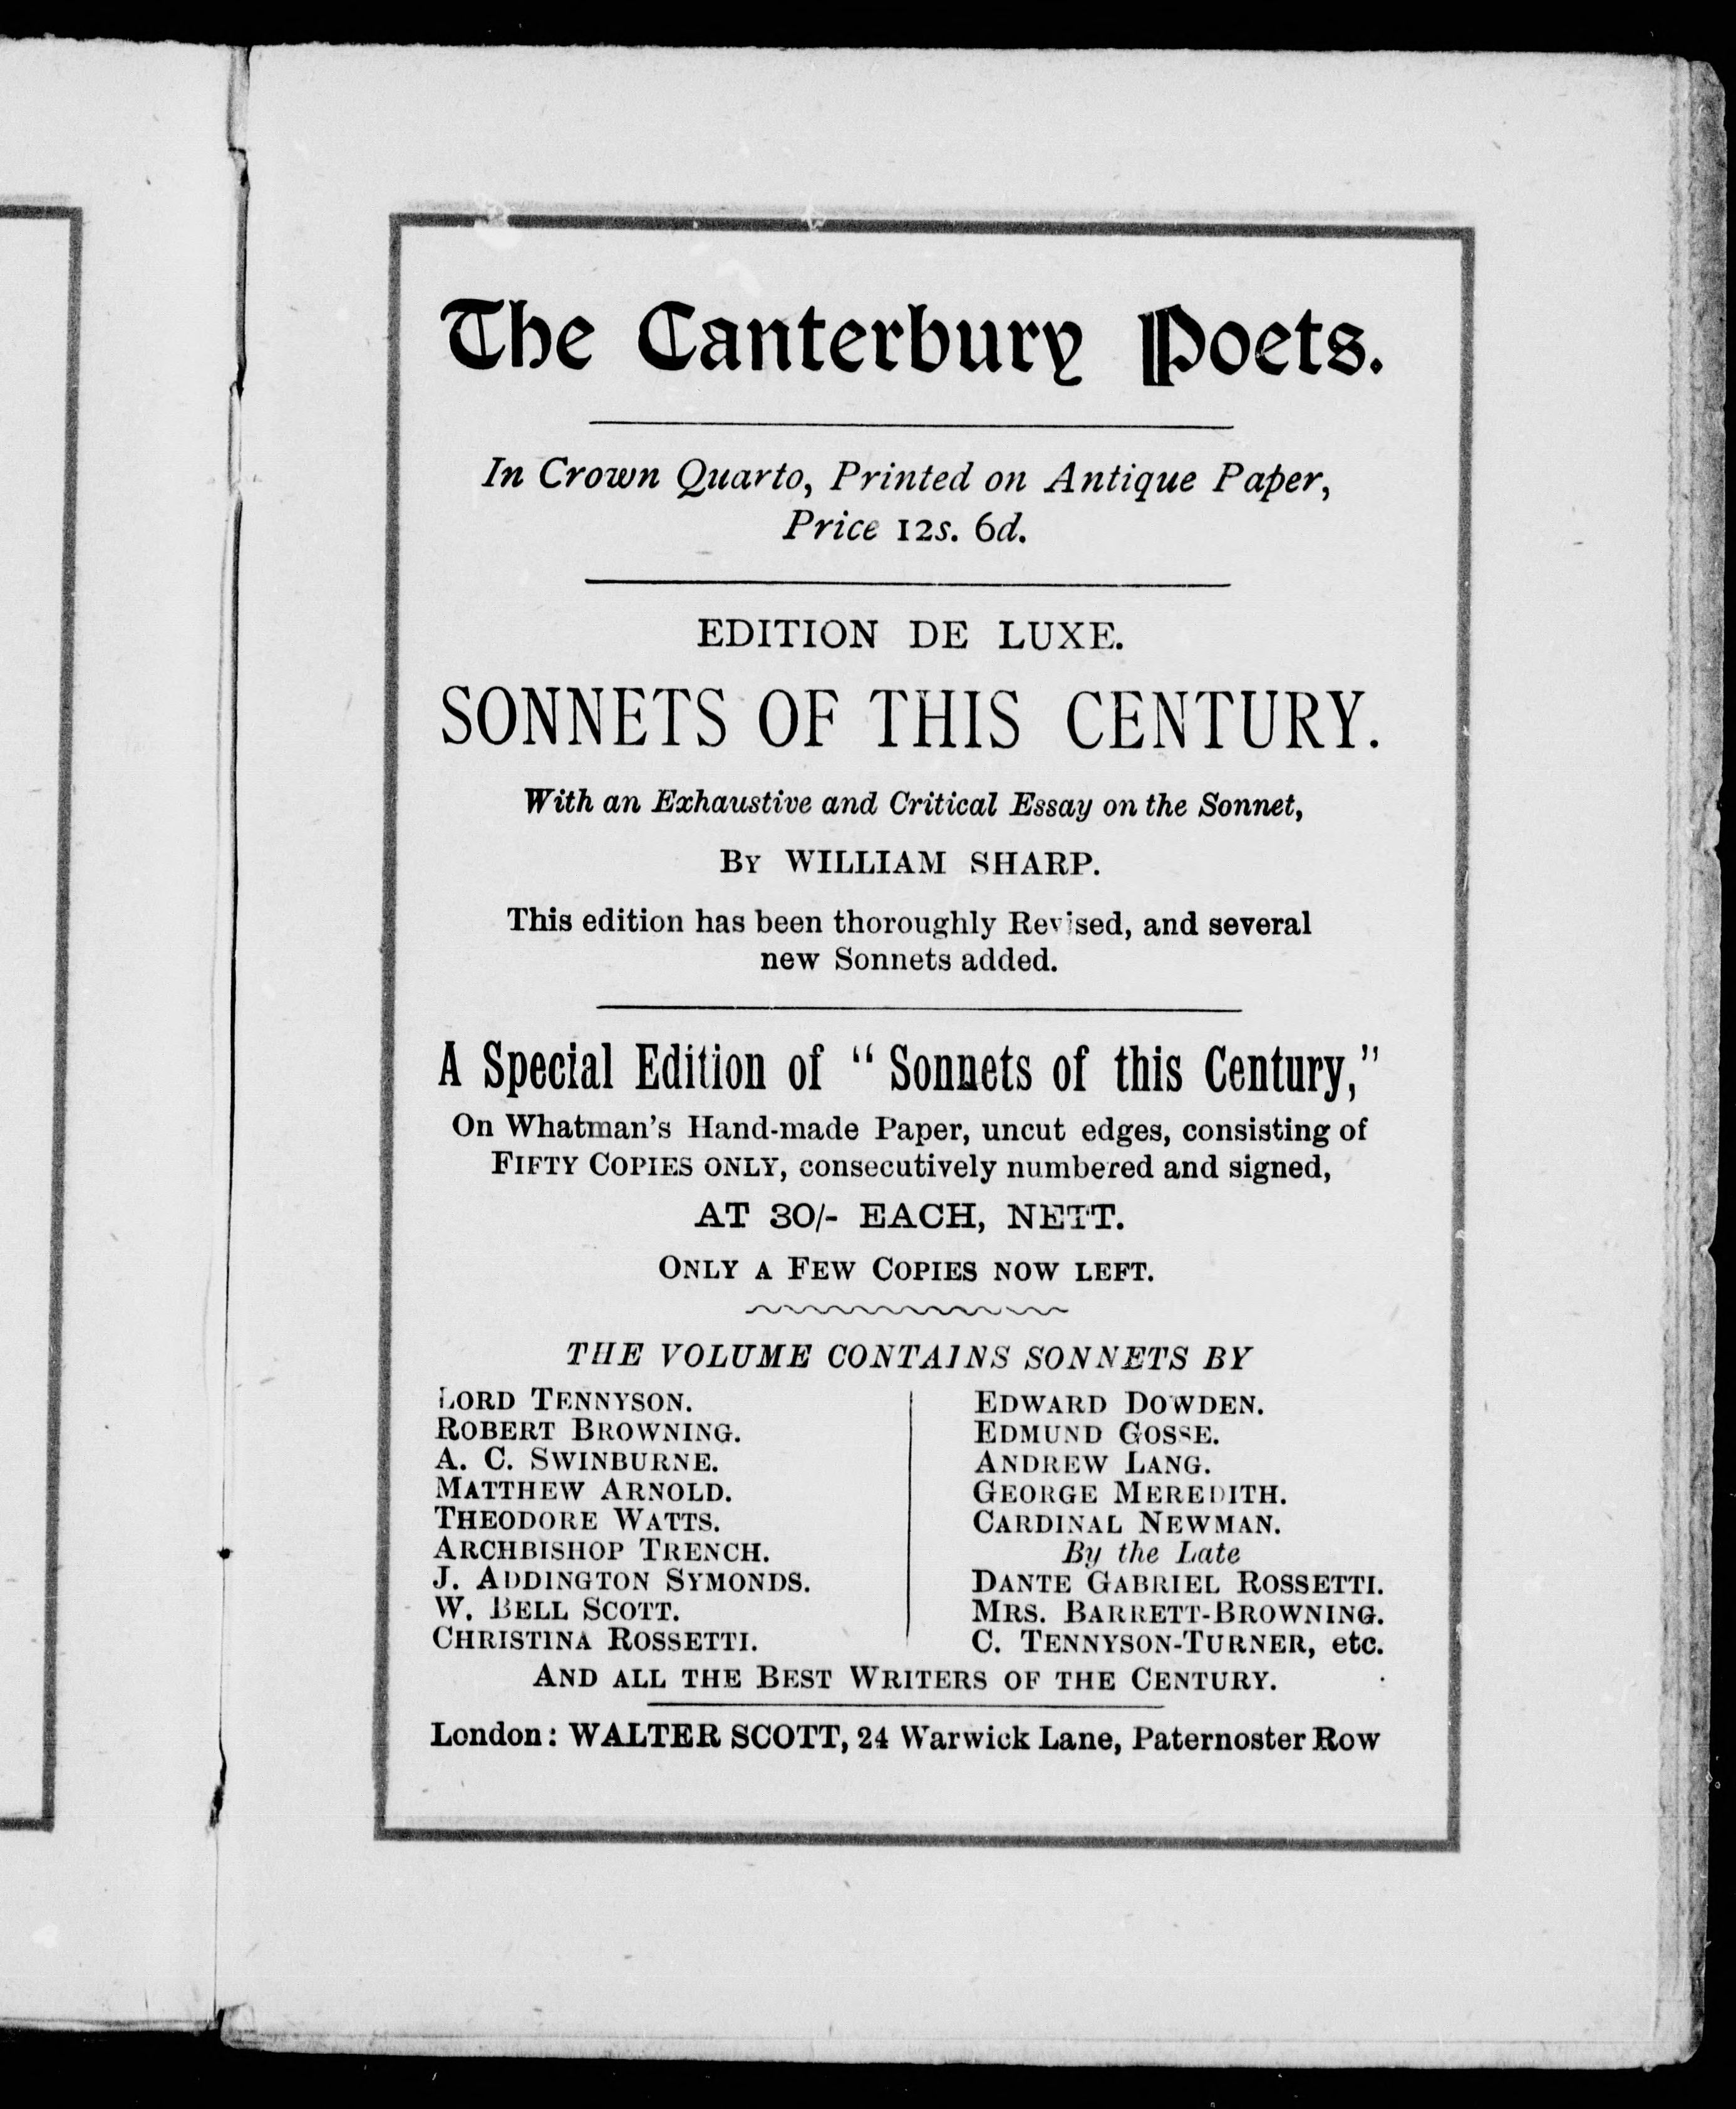 The Canterbury Poets.
In Crown Quarto, Printed on Antique Paper,
Price 12s. 6d.
EDITION DE LUXE.
SONNETS OF THIS CENTURY.
With an Exhaustive and Critical Essay on the Sonnet,
By WILLIAM SHARP.
This edition has been thoroughly Revised, and several
new Sonnets added.
A Special Edition of "Sonnets of this Century,"
On Whatman's Hand-made Paper, uncut edges, consisting of
FIFTY COPIES ONLY, consecutively numbered and signed,
AT 30/- EACH, NETT.
ONLY A FEW COPIES NOW LEFT.
THE VOLUME CONTAINS SONNETS BY
LORD TENNYSON.
ROBERT BROWNING.
A. C. SWINBURNE.
MATTHEW ARNOLD.
THEODORE WATTS.
ARCHBISHOP TRENCH.
J. ADDINGTON SYMONDS.
W. BELL SCOTT.
CHRISTINA ROSSETTI.
EDWARD DOWDEN.
EDMUND GOSSE.
ANDREW LANG.
GEORGE MEREDITH.
CARDINAL NEWMAN.
By the Late
DANTE GABRIEL ROSSETTI.
MRS. BARRETT-BROWNING.
C. TENNYSON-TURNER, etc.
AND ALL THE BEST WRITERS OF THE CENTURY.
London: WALTER SCOTT, 24 Warwick Lane, Paternoster Row